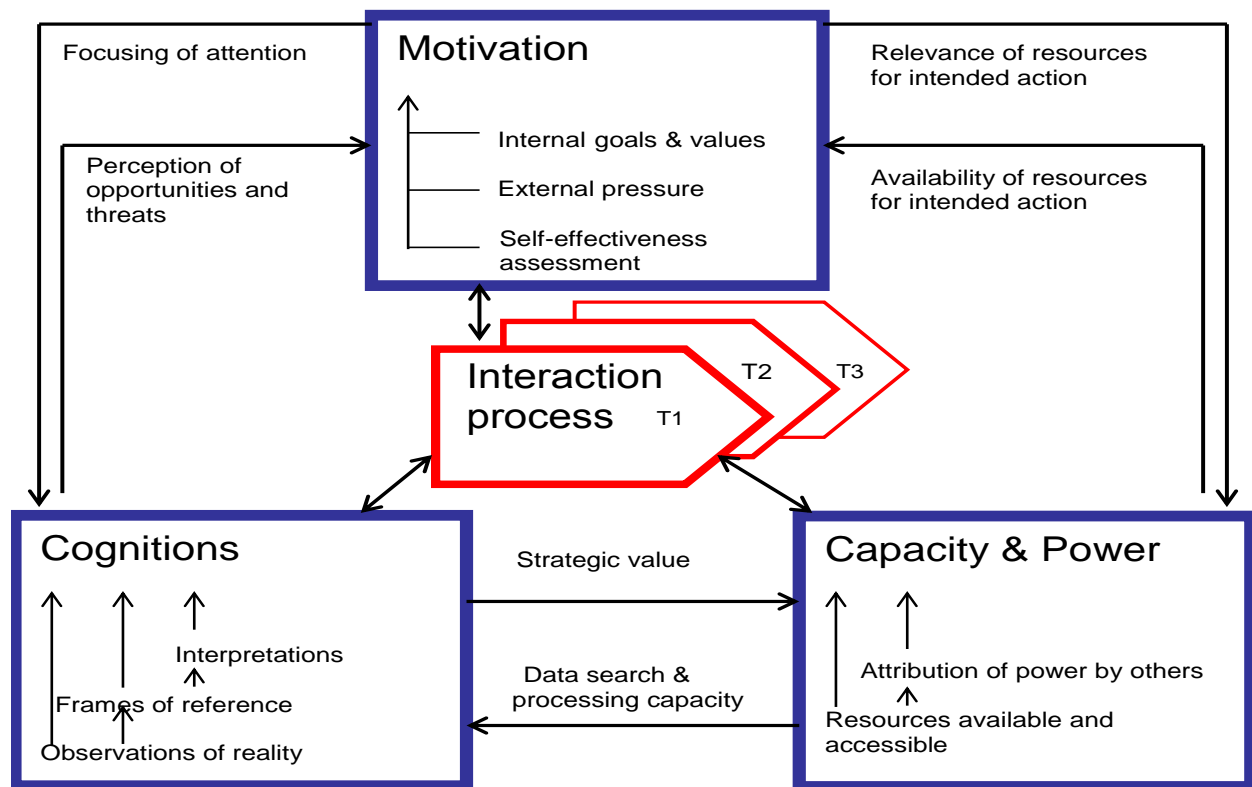 Focusing of attention
Motivation
Relevance of resources
for intended action
Internal goals & values
Perception of
opportunities and
threats
External pressure
Availability of resources
for intended action
Self-effectiveness
assessment
Interaction
process
T1
T2
T3
Cognitions
Strategic value
Capacity & Power
Interpretations
Data search &
processing capacity
Attribution of power by others
Frames of reference
Resources available and
accessible
Observations of reality